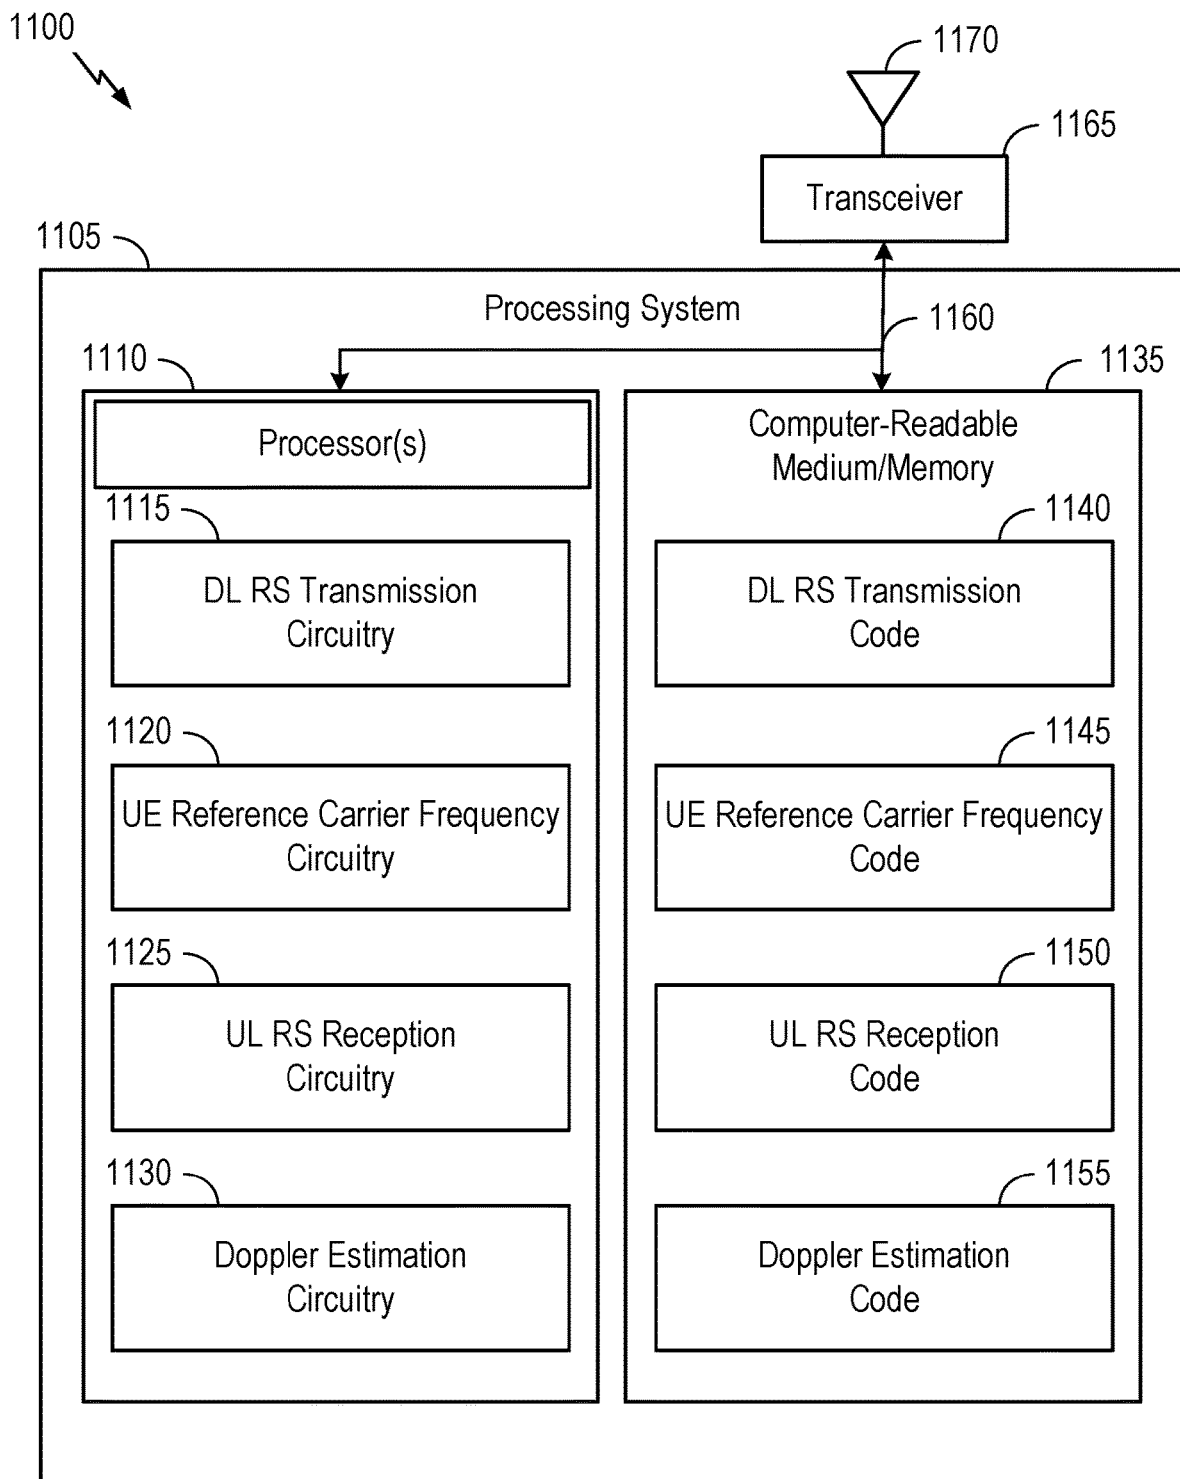 1100
1170
1165
Transceiver
1105
Processing System
1160
1110
1135
Processor(s)
Computer-Readable
Medium/Memory
1115
1140
DL RS Transmission
Circuitry
DL RS Transmission
Code
1120
1145
UE Reference Carrier Frequency
Circuitry
UE Reference Carrier Frequency
Code
1125
1150
UL RS Reception
Circuitry
UL RS Reception
Code
1130
1155
Doppler Estimation
Circuitry
Doppler Estimation
Code